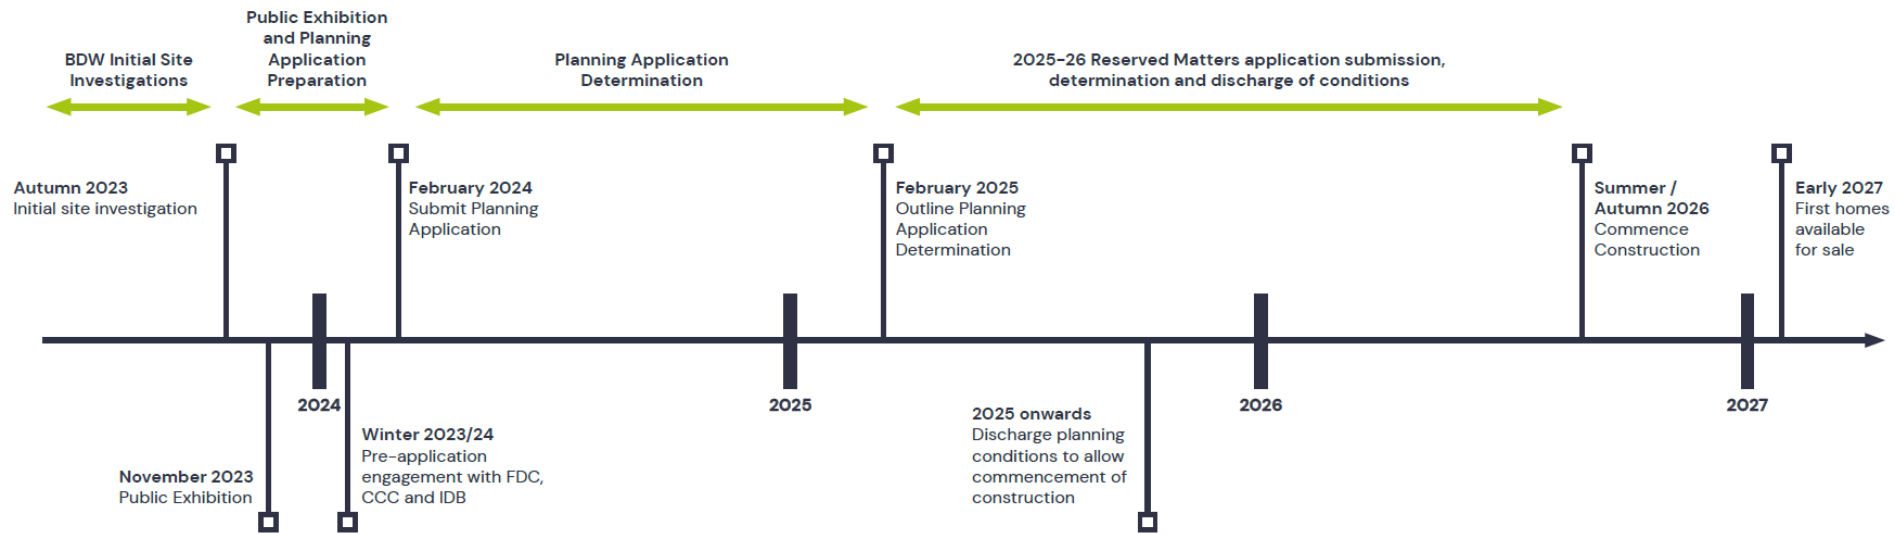 BDW Initial Site
Investigations
Public Exhibition
and Planning
Application
Preparation
Planning Application
Determination
2025-26 Reserved Matters application submission,
determination and discharge of conditions
Autumn 2023
Initial site investigation
February 2024
Submit Planning
Application
February 2025
Outline Planning
Application
Determination
Summer /
Autumn 2026
Commence
Construction
Early 2027
First homes
available
for sale
2024
2025
2026
2027
November 2023
Public Exhibition
Winter 2023/24
Pre-application
engagement with FDC,
CCC and IDB
2025 onwards
Discharge planning
conditions to allow
commencement of
construction